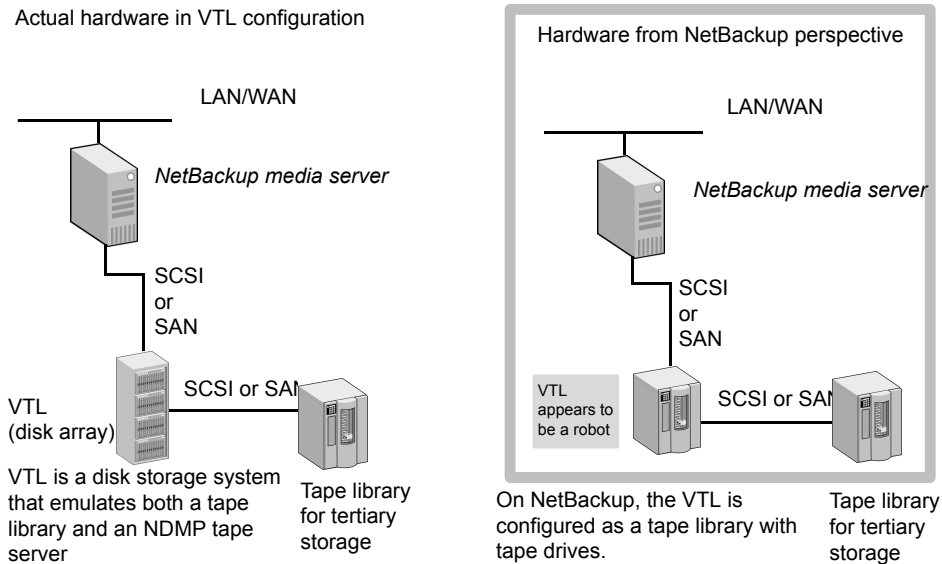 Actual hardware in VTL configuration
LAN/WAN
NetBackup media server
SCSI
or
SAN
SCSI or SAN
VTL
(disk array)
VTL is a disk storage system
that emulates both a tape
library and an NDMP tape
server
Tape library
for tertiary
storage
Hardware from NetBackup perspective
LAN/WAN
NetBackup media server
SCSI
or
SAN
VTL
appears to
be a robot
SCSI or SAN
On NetBackup, the VTL is
configured as a tape library with
tape drives.
Tape library
for tertiary
storage